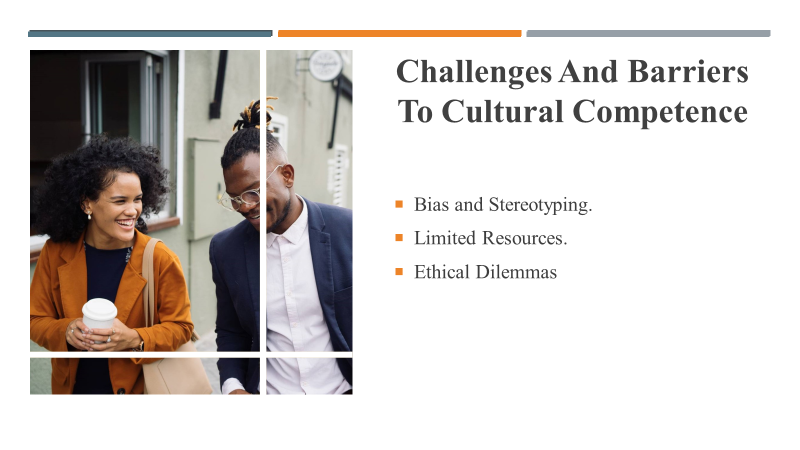 Challenges And Barriers
To Cultural Competence
Bias and Stereotyping.
Limited Resources.
Ethical Dilemmas